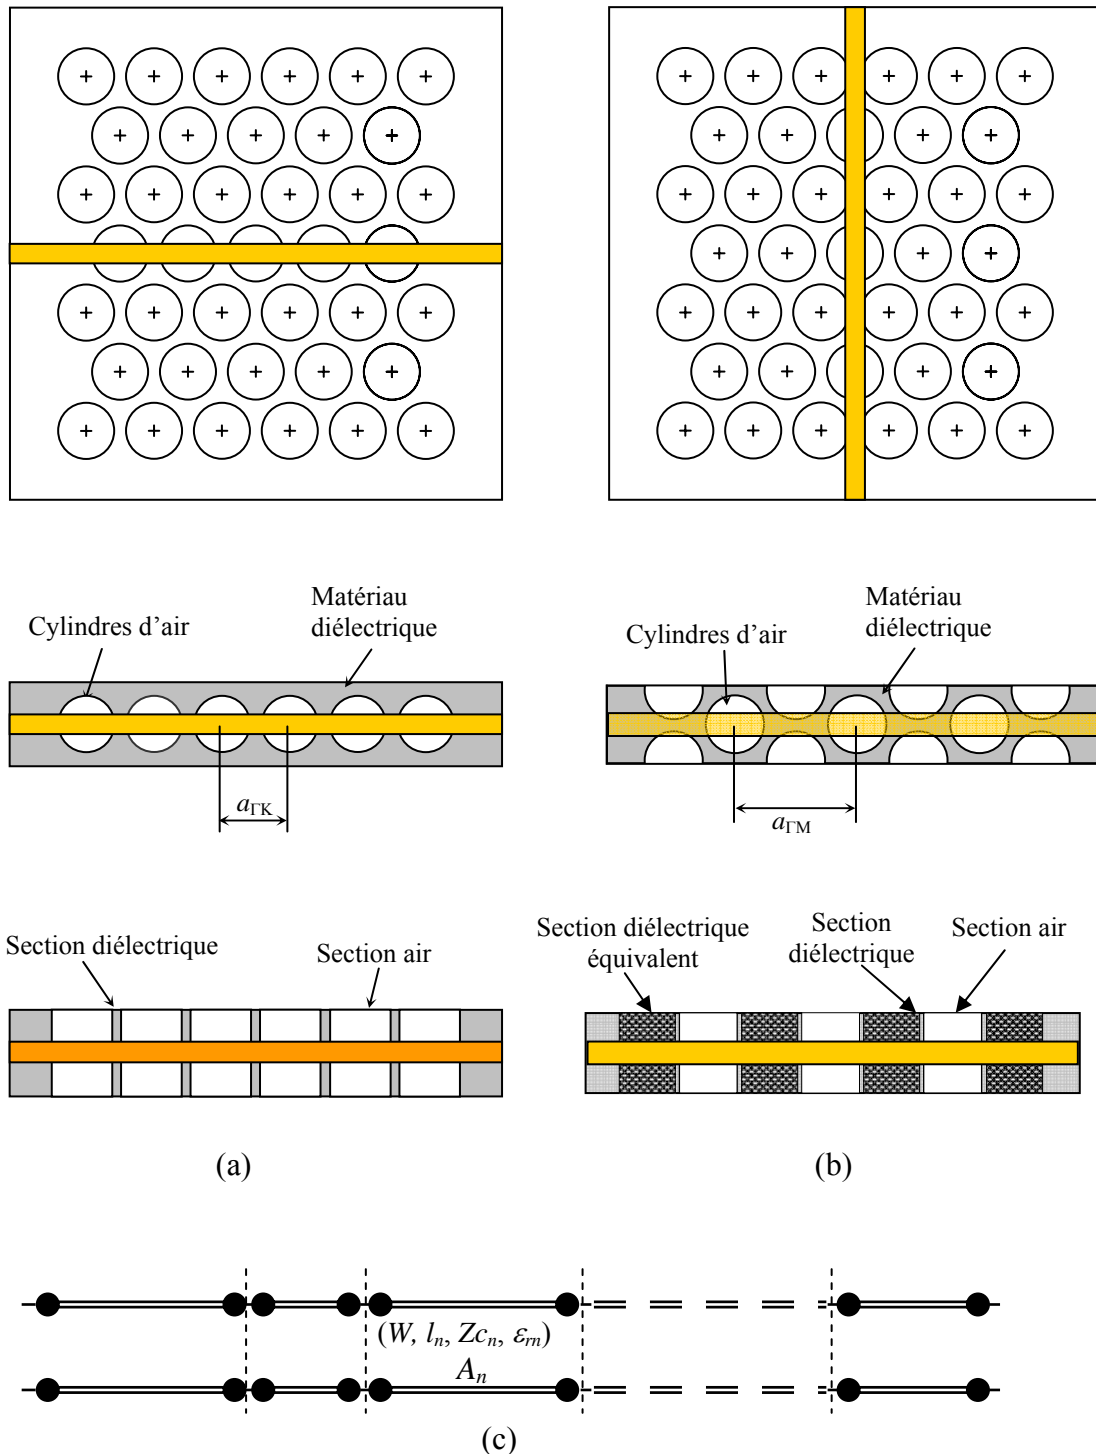 Cylindres d'air
Matériau
diélectrique
a_ΓK
Cylindres d'air
Matériau
diélectrique
a_ΓM
Section diélectrique
Section air
Section diélectrique
équivalent
Section
diélectrique
Section air
(a)
(b)
(W, l_n, Zc_n, ε_rn)
A_n
(c)